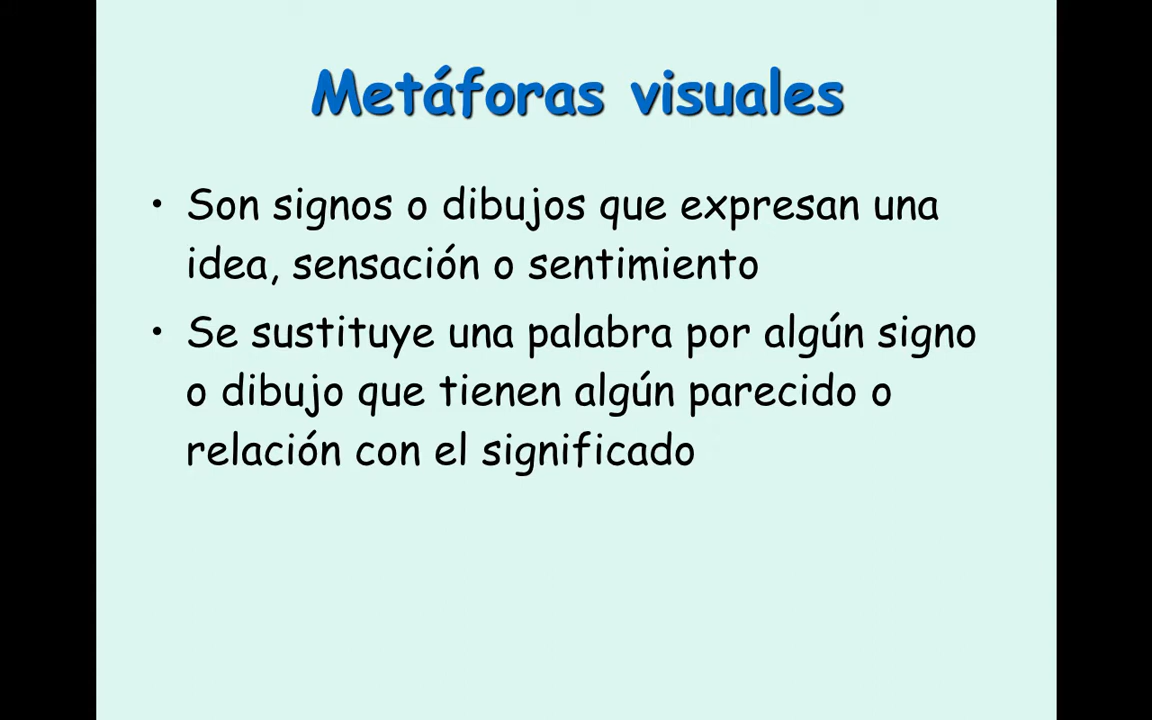 Metáforas visuales
• Son signos o dibujos que expresan una
idea, sensación o sentimiento
• Se sustituye una palabra por algún signo
o dibujo que tienen algún parecido o
relación con el significado